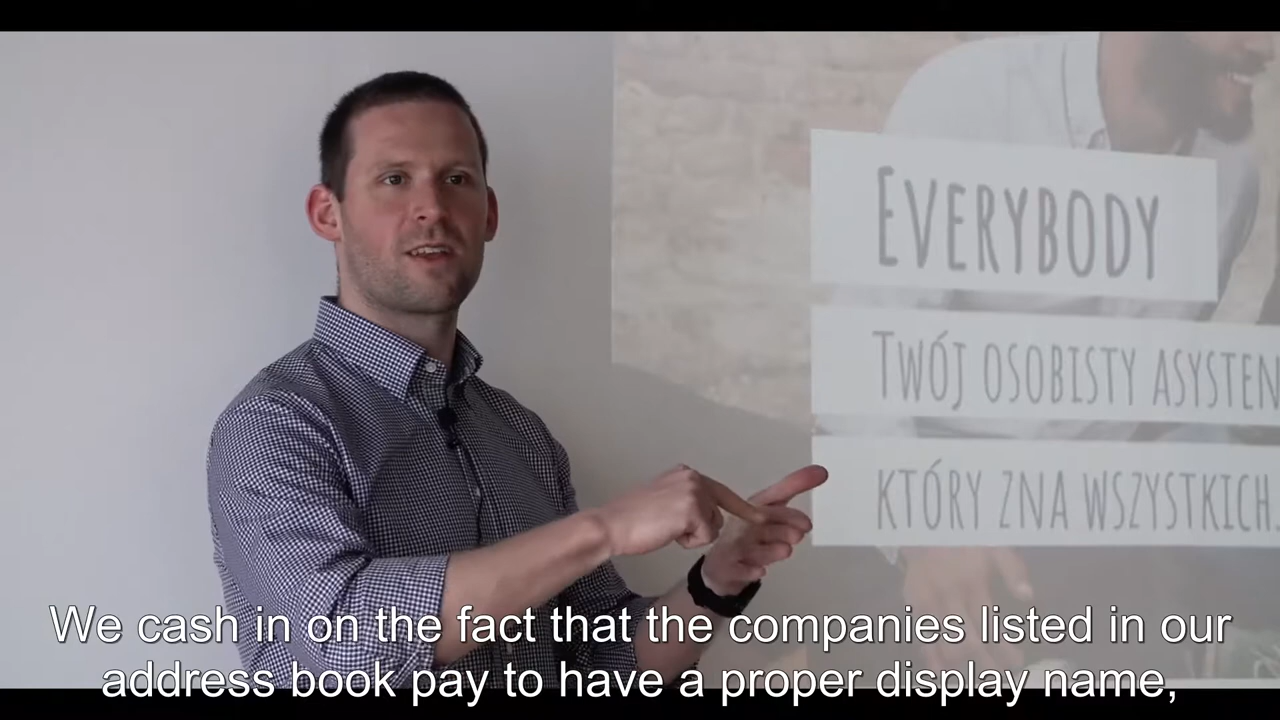 EVERYBODY
TWÓJ OSOBISTY ASYSTEN
KTÓRY ZNA WSZYSTKICH.
We cash in on the fact that the companies listed in our
address book pay to have a proper display name,